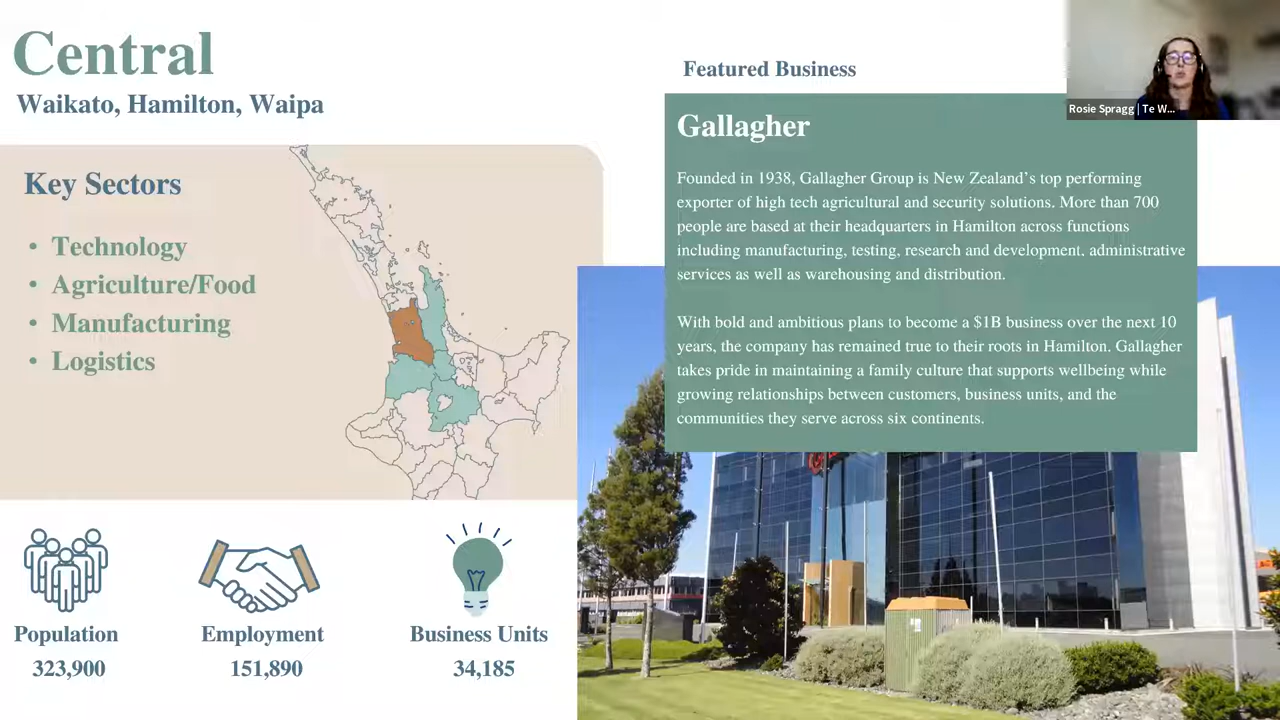 Central
Waikato, Hamilton, Waipa
Key Sectors
• Technology
• Agriculture/Food
• Manufacturing
• Logistics
Population
323,900
Employment
151,890
Business Units
34,185
Featured Business
Gallagher
Founded in 1938, Gallagher Group is New Zealand’s top performing
exporter of high tech agricultural and security solutions. More than 700
people are based at their headquarters in Hamilton across functions
including manufacturing, testing, research and development, administrative
services as well as warehousing and distribution.
With bold and ambitious plans to become a $1B business over the next 10
years, the company has remained true to their roots in Hamilton. Gallagher
takes pride in maintaining a family culture that supports wellbeing while
growing relationships between customers, business units, and the
communities they serve across six continents.
Rosie Spragg | Te W...